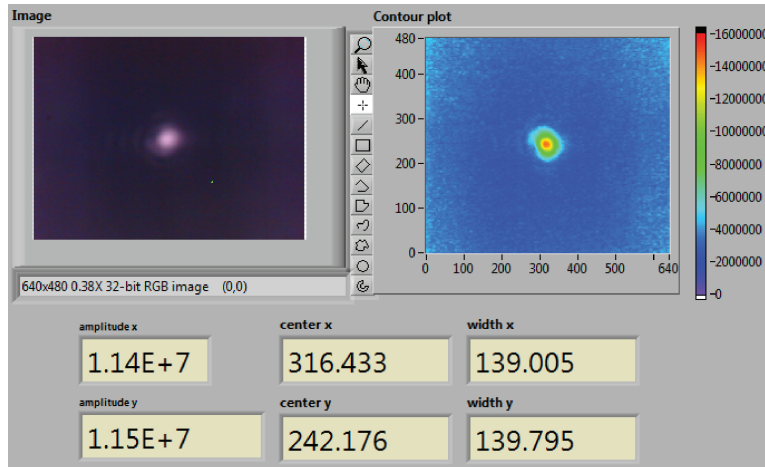 Image
Contour plot
480
400
300
200
100
0
0 100 200 300 400 500 640
-16000000
-14000000
-12000000
-10000000
-8000000
-6000000
-4000000
-2000000
-0
640x480 0.38X 32-bit RGB image (0,0)
amplitude x
center x
width x
1.14E+7
316.433
139.005
amplitude y
center y
width y
1.15E+7
242.176
139.795